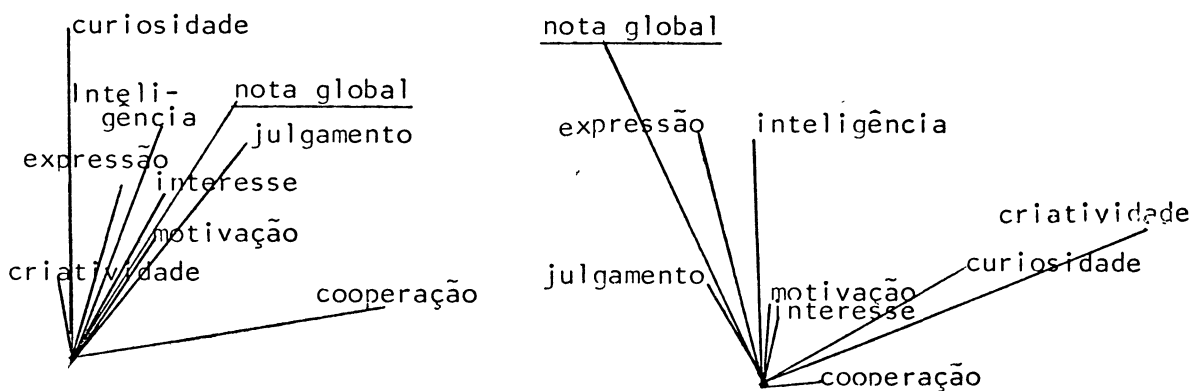 curiosidade
Inteli-
gência
nota global
julgamento
expressão
interesse
motivação
criatividade
cooperação
nota global
expressão
inteligência
criatividade
curiosidade
julgamento
motivação
interesse
cooperação